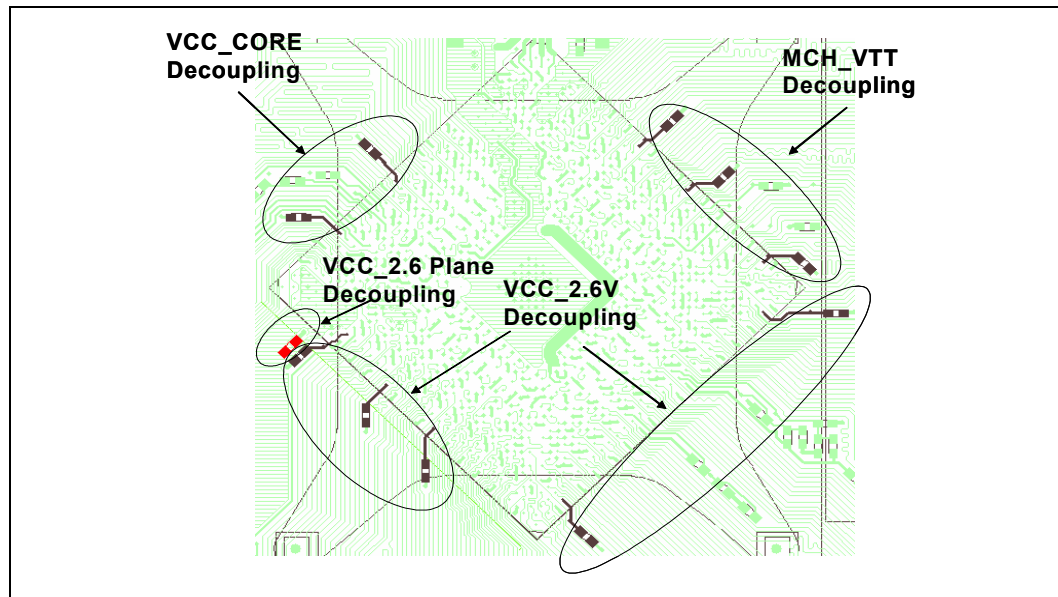 VCC_CORE
Decoupling
MCH_VTT
Decoupling
VCC_2.6 Plane
Decoupling
VCC_2.6V
Decoupling